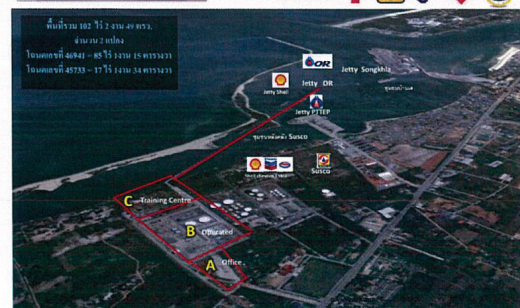 พื้นที่รวม 102 ไร่ 2 งาน 49 ตรว.
จำนวน 2 แปลง
โฉนดเลขที่ 46941 – 85 ไร่ 1งาน 15 ตารางวา
โฉนดเลขที่ 45733 – 17 ไร่ 1งาน 34 ตารางวา
OR
Jetty Songkhla
Jetty Shell
Jetty OR
Jetty PTTEP
Susco
Susco
C Training Centre
B Operated
A Office